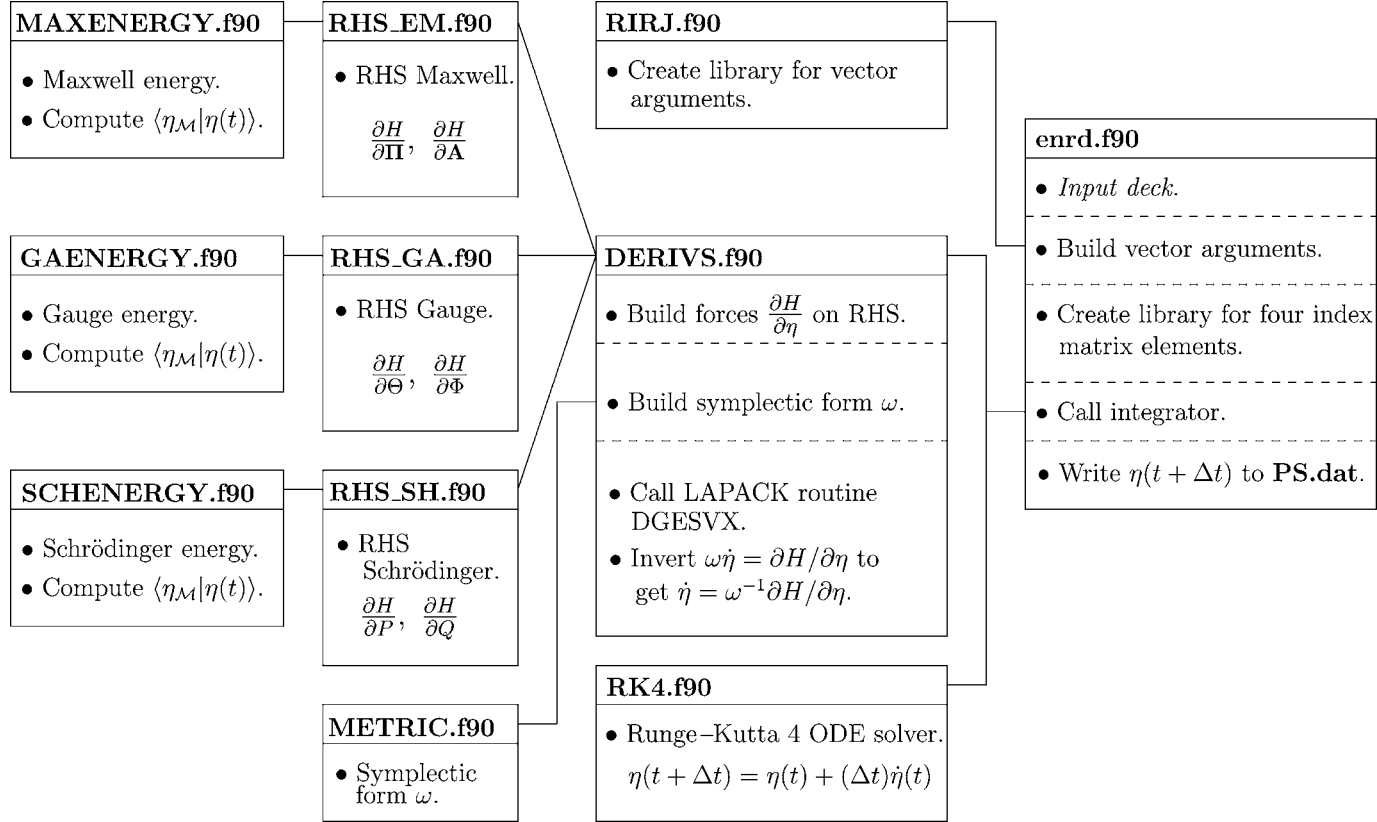 MAXENERGY.f90
• Maxwell energy.
• Compute ⟨η_ℳ|η(t)⟩.
RHS_EM.f90
• RHS Maxwell.
∂H/∂Π, ∂H/∂A
GAENERGY.f90
• Gauge energy.
• Compute ⟨η_ℳ|η(t)⟩.
RHS_GA.f90
• RHS Gauge.
∂H/∂Θ, ∂H/∂Φ
SCHENERGY.f90
• Schrödinger energy.
• Compute ⟨η_ℳ|η(t)⟩.
RHS_SH.f90
• RHS
Schrödinger.
∂H/∂P, ∂H/∂Q
METRIC.f90
• Symplectic
form ω.
RIRJ.f90
• Create library for vector
arguments.
DERIVS.f90
• Build forces ∂H/∂η on RHS.
• Build symplectic form ω.
• Call LAPACK routine
DGESVX.
• Invert ωη̇ = ∂H/∂η to
get η̇ = ω⁻¹∂H/∂η.
RK4.f90
• Runge–Kutta 4 ODE solver.
η(t + Δt) = η(t) + (Δt)η̇(t)
enrd.f90
• Input deck.
• Build vector arguments.
• Create library for four index
matrix elements.
• Call integrator.
• Write η(t + Δt) to PS.dat.